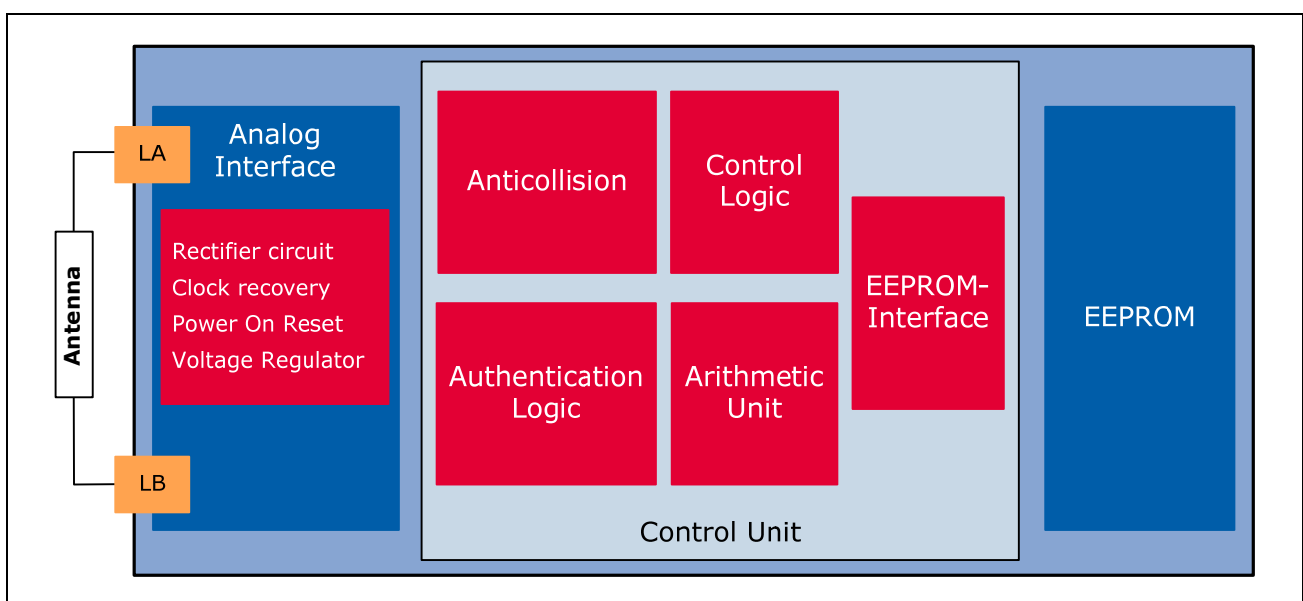 Antenna
LA
LB
Analog
Interface
Rectifier circuit
Clock recovery
Power On Reset
Voltage Regulator
Anticollision
Control
Logic
Authentication
Logic
Arithmetic
Unit
EEPROM-
Interface
Control Unit
EEPROM